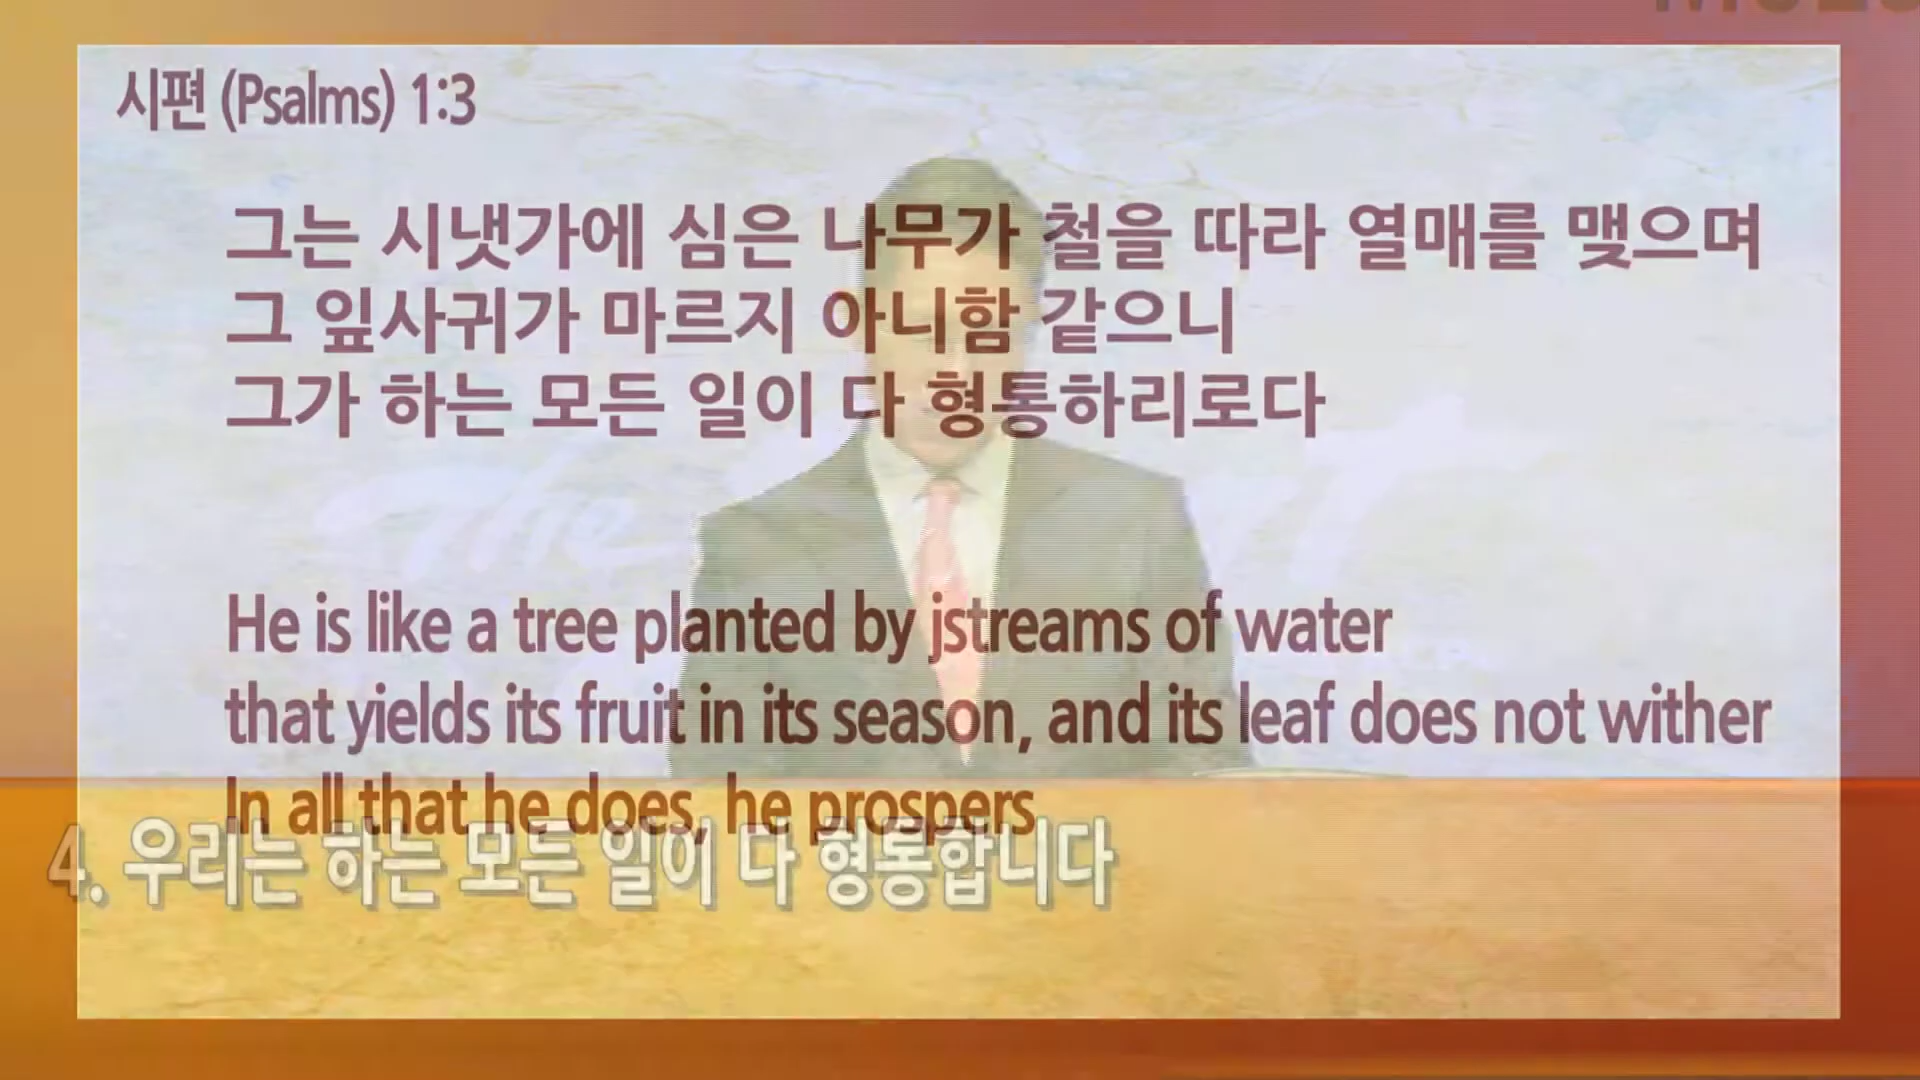 시편 (Psalms) 1:3
그는 시냇가에 심은 나무가 철을 따라 열매를 맺으며
그 잎사귀가 마르지 아니함 같으니
그가 하는 모든 일이 다 형통하리로다
He is like a tree planted by jstreams of water
that yields its fruit in its season, and its leaf does not wither
In all that he does, he prospers
4. 우리는 하는 모든 일이 다 형통합니다